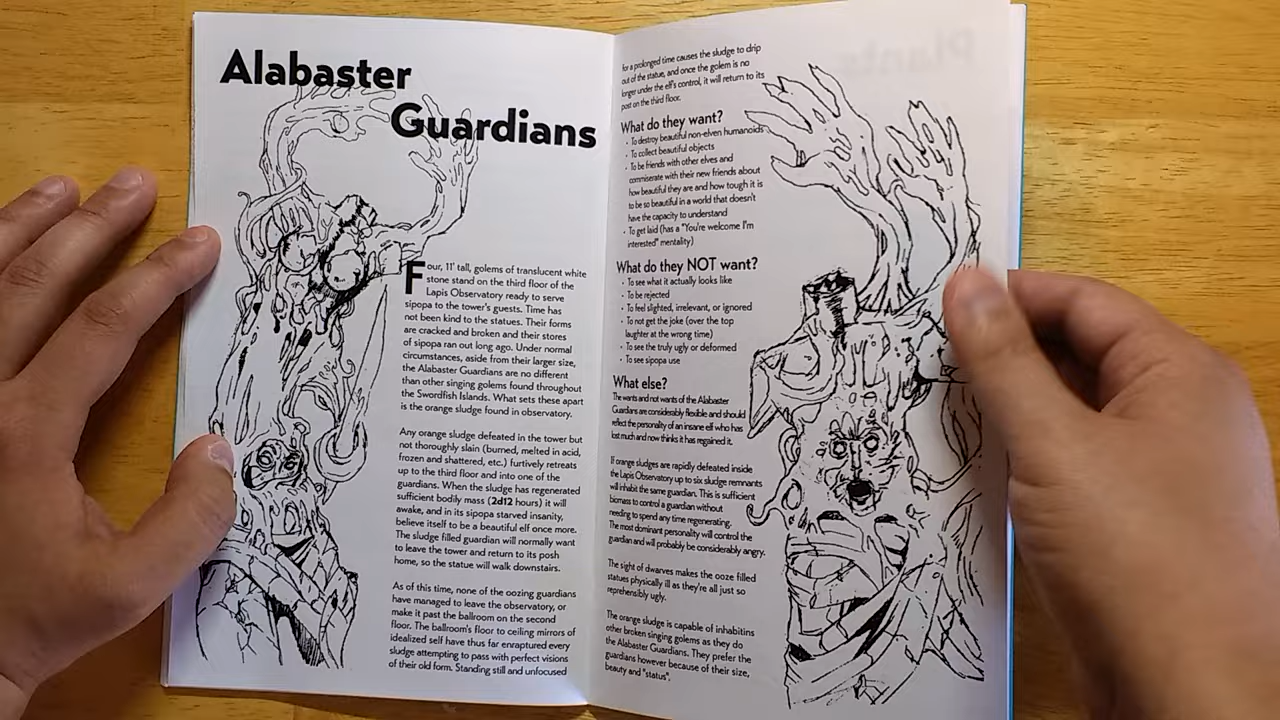 Alabaster
Guardians
Four, 11' tall, golems of translucent white
stone stand on the third floor of the
Lapis Observatory ready to serve
sipopa to the tower's guests. Time has
not been kind to the statues. Their forms
are cracked and broken and their stores
of sipopa ran out long ago. Under normal
circumstances, aside from their larger size,
the Alabaster Guardians are no different
than other singing golems found throughout
the Swordfish Islands. What sets these apart
is the orange sludge found in observatory.
Any orange sludge defeated in the tower but
not thoroughly slain (burned, melted in acid,
frozen and shattered, etc.) furtively retreats
up to the third floor and into one of the
guardians. When the sludge has regenerated
sufficient bodily mass (2d12 hours) it will
awake, and in its sipopa starved insanity,
believe itself to be a beautiful elf once more.
The sludge filled guardian will normally want
to leave the tower and return to its posh
home, so the statue will walk downstairs.
As of this time, none of the oozing guardians
have managed to leave the observatory, or
make it past the ballroom on the second
floor. The ballroom's floor to ceiling mirrors of
idealized self have thus far enraptured every
sludge attempting to pass with perfect visions
of their old form. Standing still and unfocused
for a prolonged time causes the sludge to drip
out of the statue, and once the golem is no
longer under the elf's control, it will return to its
post on the third floor.
What do they want?
• To destroy beautiful non-elven humanoids
• To collect beautiful objects
• To be friends with other elves and
commiserate with their new friends about
how beautiful they are and how tough it is
to be so beautiful in a world that doesn't
have the capacity to understand
• To get laid (has a "You're welcome I'm
interested" mentality)
What do they NOT want?
• To see what it actually looks like
• To be rejected
• To feel slighted, irrelevant, or ignored
• To not get the joke (over the top
laughter at the wrong time)
• To see the truly ugly or deformed
• To see sipopa use
What else?
The wants and not wants of the Alabaster
Guardians are considerably flexible and should
reflect the personality of an insane elf who has
lost much and now thinks it has regained it.
If orange sludges are rapidly defeated inside
the Lapis Observatory up to six sludge remnants
will inhabit the same guardian. This is sufficient
biomass to control a guardian without
needing to spend any time regenerating.
The most dominant personality will control the
guardian and will probably be considerably angry.
The sight of dwarves makes the ooze filled
statues physically ill as they're all just so
reprehensibly ugly.
The orange sludge is capable of inhabitins
other broken singing golems as they do
the Alabaster Guardians. They prefer the
guardians however because of their size,
beauty and "status".
Plants